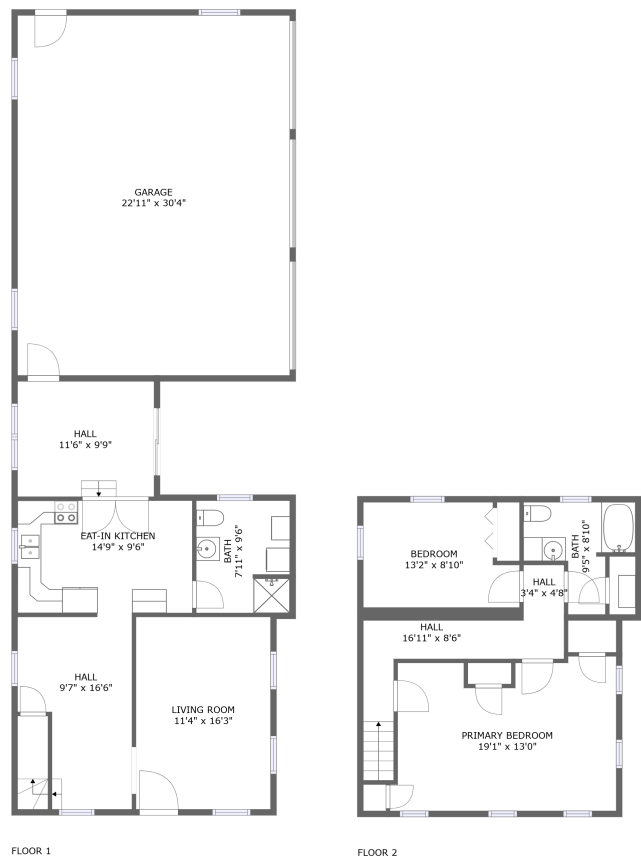 GARAGE
22'11" x 30'4"
HALL
11'6" x 9'9"
EAT-IN KITCHEN
14'9" x 9'6"
BATH
7'11" x 9'6"
HALL
9'7" x 16'6"
LIVING ROOM
11'4" x 16'3"
FLOOR 1
BEDROOM
13'2" x 8'10"
BATH
9'5" x 8'10"
HALL
3'4" x 4'8"
HALL
16'11" x 8'6"
PRIMARY BEDROOM
19'1" x 13'0"
FLOOR 2